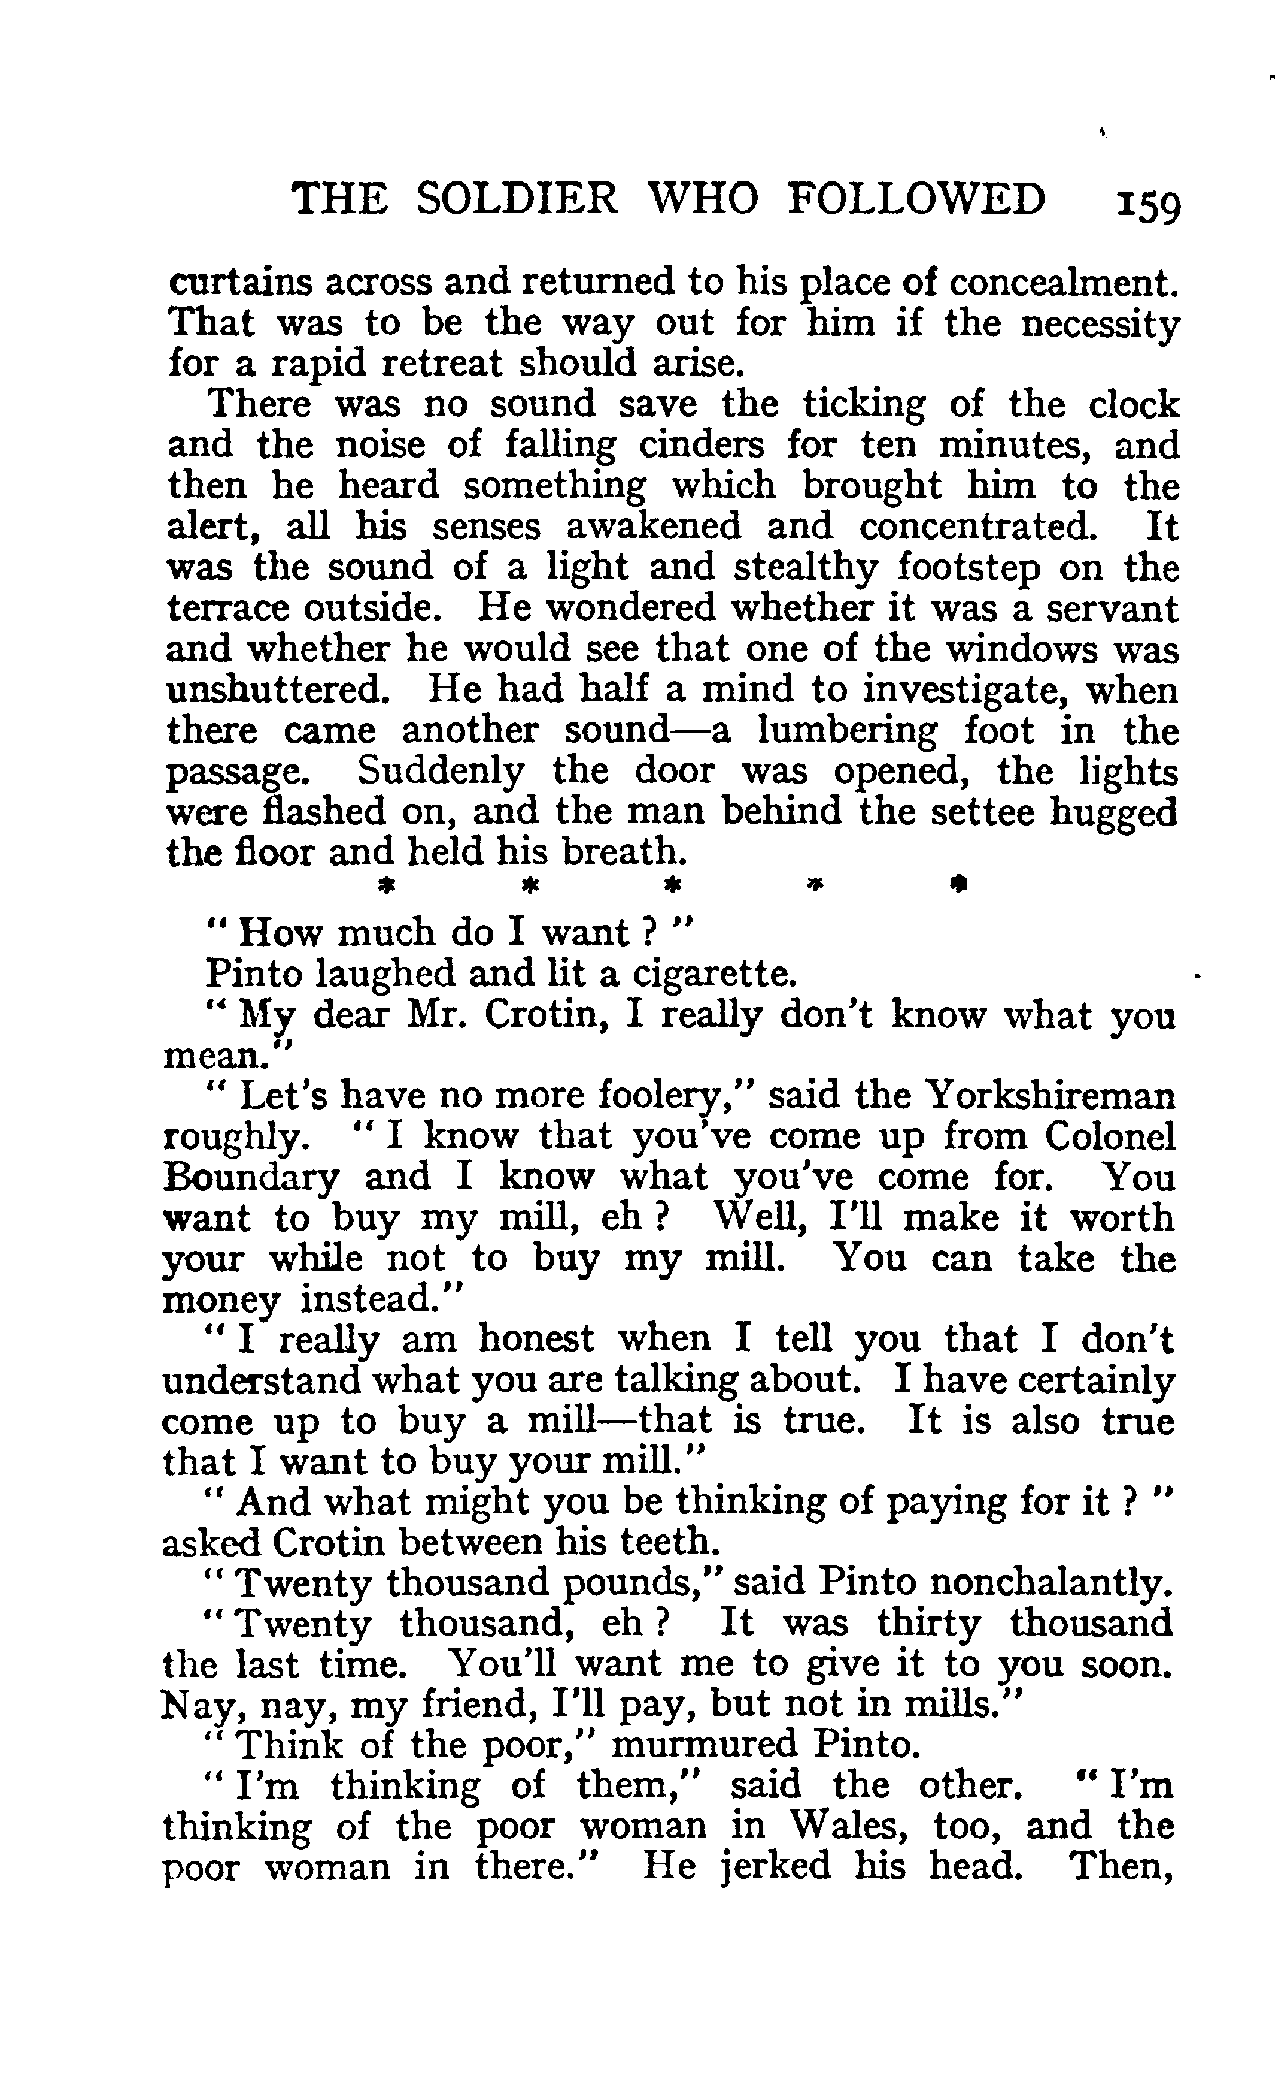 THE SOLDIER WHO FOLLOWED 159
curtains across and returned to his place of concealment.
That was to be the way out for him if the necessity
for a rapid retreat should arise.
There was no sound save the ticking of the clock
and the noise of falling cinders for ten minutes, and
then he heard something which brought him to the
alert, all his senses awakened and concentrated. It
was the sound of a light and stealthy footstep on the
terrace outside. He wondered whether it was a servant
and whether he would see that one of the windows was
unshuttered. He had half a mind to investigate, when
there came another sound—a lumbering foot in the
passage. Suddenly the door was opened, the lights
were flashed on, and the man behind the settee hugged
the floor and held his breath.
* * * * *
" How much do I want ? "
Pinto laughed and lit a cigarette.
" My dear Mr. Crotin, I really don't know what you
mean."
" Let's have no more foolery," said the Yorkshireman
roughly. " I know that you've come up from Colonel
Boundary and I know what you've come for. You
want to buy my mill, eh ? Well, I'll make it worth
your while not to buy my mill. You can take the
money instead."
" I really am honest when I tell you that I don't
understand what you are talking about. I have certainly
come up to buy a mill—that is true. It is also true
that I want to buy your mill."
" And what might you be thinking of paying for it ? "
asked Crotin between his teeth.
" Twenty thousand pounds," said Pinto nonchalantly.
" Twenty thousand, eh ? It was thirty thousand
the last time. You'll want me to give it to you soon.
Nay, nay, my friend, I'll pay, but not in mills."
" Think of the poor," murmured Pinto.
" I'm thinking of them," said the other. " I'm
thinking of the poor woman in Wales, too, and the
poor woman in there." He jerked his head. Then,